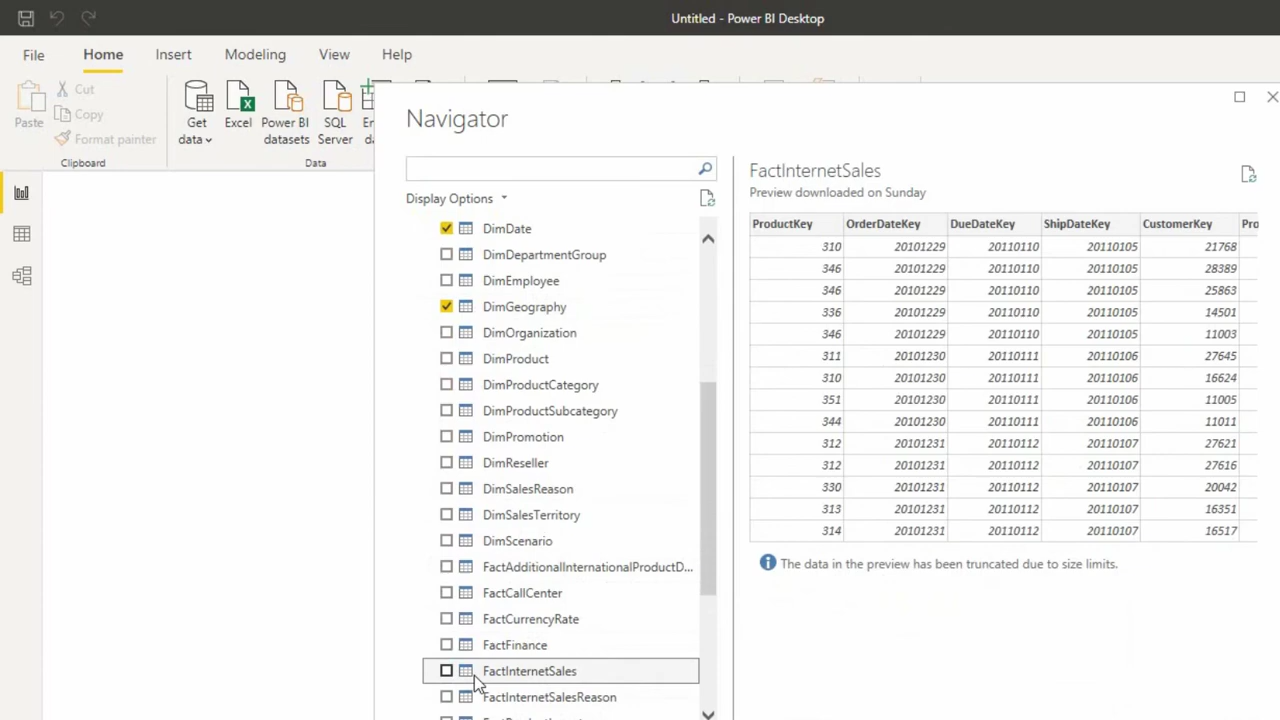 Untitled - Power BI Desktop
File Home Insert Modeling View Help
Paste
Cut
Copy
Format painter
Clipboard
Get data
Excel
Power BI datasets
SQL Server
Data
Navigator
Display Options
DimDate
DimDepartmentGroup
DimEmployee
DimGeography
DimOrganization
DimProduct
DimProductCategory
DimProductSubcategory
DimPromotion
DimReseller
DimSalesReason
DimSalesTerritory
DimScenario
FactAdditionalInternationalProductD...
FactCallCenter
FactCurrencyRate
FactFinance
FactInternetSales
FactInternetSalesReason
FactInternetSales
Preview downloaded on Sunday
ProductKey OrderDateKey DueDateKey ShipDateKey CustomerKey Pro
310 20101229 20110110 20110105 21768
346 20101229 20110110 20110105 28389
346 20101229 20110110 20110105 25863
336 20101229 20110110 20110105 14501
346 20101229 20110110 20110105 11003
311 20101230 20110111 20110106 27645
310 20101230 20110111 20110106 16624
351 20101230 20110111 20110106 11005
344 20101230 20110111 20110106 11011
312 20101231 20110112 20110107 27621
312 20101231 20110112 20110107 27616
330 20101231 20110112 20110107 20042
313 20101231 20110112 20110107 16351
314 20101231 20110112 20110107 16517
The data in the preview has been truncated due to size limits.